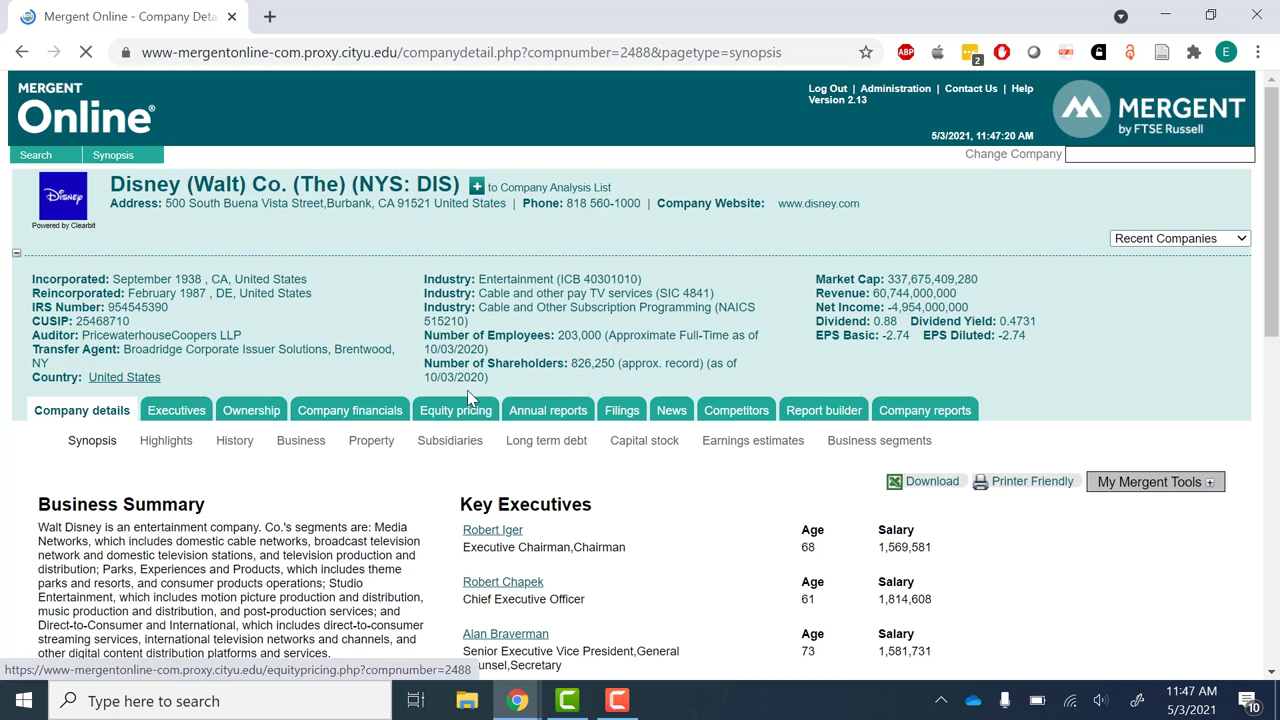 Mergent Online - Company Deta
www-mergentonline-com.proxy.cityu.edu/companydetail.php?compnumber=2488&pagetype=synopsis
ABP
2
E
MERGENT
Online®
Log Out | Administration | Contact Us | Help
Version 2.13
5/3/2021, 11:47:20 AM
MERGENT
by FTSE Russell
Search
Synopsis
Change Company
Disney
Powered by Clearbit
Disney (Walt) Co. (The) (NYS: DIS)
to Company Analysis List
Address: 500 South Buena Vista Street,Burbank, CA 91521 United States | Phone: 818 560-1000 | Company Website: www.disney.com
Recent Companies
Incorporated: September 1938 , CA, United States
Reincorporated: February 1987 , DE, United States
IRS Number: 954545390
CUSIP: 25468710
Auditor: PricewaterhouseCoopers LLP
Transfer Agent: Broadridge Corporate Issuer Solutions, Brentwood,
NY
Country: United States
Industry: Entertainment (ICB 40301010)
Industry: Cable and other pay TV services (SIC 4841)
Industry: Cable and Other Subscription Programming (NAICS
515210)
Number of Employees: 203,000 (Approximate Full-Time as of
10/03/2020)
Number of Shareholders: 826,250 (approx. record) (as of
10/03/2020)
Market Cap: 337,675,409,280
Revenue: 60,744,000,000
Net Income: -4,954,000,000
Dividend: 0.88 Dividend Yield: 0.4731
EPS Basic: -2.74 EPS Diluted: -2.74
Company details
Executives
Ownership
Company financials
Equity pricing
Annual reports
Filings
News
Competitors
Report builder
Company reports
Synopsis
Highlights
History
Business
Property
Subsidiaries
Long term debt
Capital stock
Earnings estimates
Business segments
Download
Printer Friendly
My Mergent Tools
Business Summary
Walt Disney is an entertainment company. Co.'s segments are: Media
Networks, which includes domestic cable networks, broadcast television
network and domestic television stations, and television production and
distribution; Parks, Experiences and Products, which includes theme
parks and resorts, and consumer products operations; Studio
Entertainment, which includes motion picture production and distribution,
music production and distribution, and post-production services; and
Direct-to-Consumer and International, which includes direct-to-consumer
streaming services, international television networks and channels, and
other digital content distribution platforms and services.
Key Executives
Robert Iger
Age
Salary
Executive Chairman,Chairman
68
1,569,581
Robert Chapek
Age
Salary
Chief Executive Officer
61
1,814,608
Alan Braverman
Age
Salary
Senior Executive Vice President,General
73
1,581,731
unsel,Secretary
https://www-mergentonline-com.proxy.cityu.edu/equitypricing.php?compnumber=2488
Type here to search
11:47 AM
5/3/2021
10